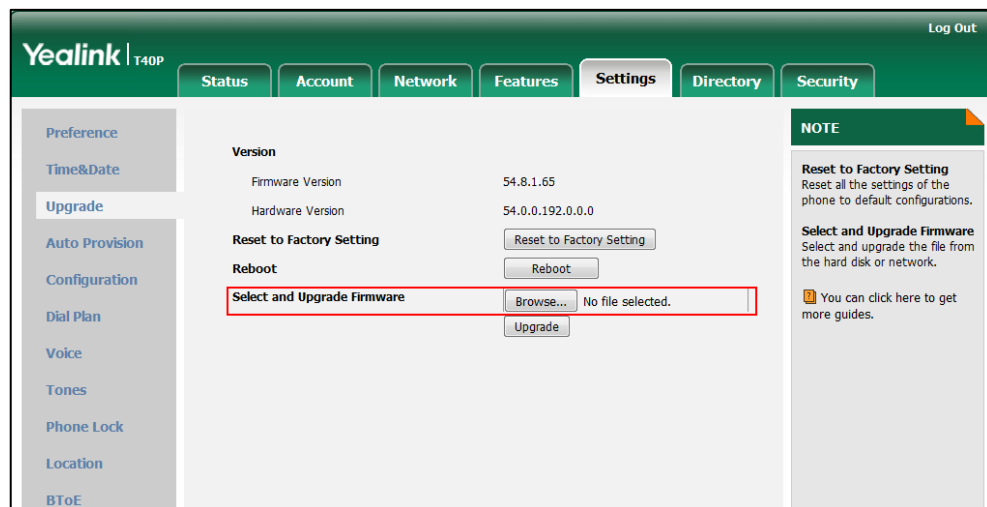 Log Out
Yealink T40P
Status Account Network Features Settings Directory Security
Preference
Time&Date
Upgrade
Auto Provision
Configuration
Dial Plan
Voice
Tones
Phone Lock
Location
BToE
Version
Firmware Version 54.8.1.65
Hardware Version 54.0.0.192.0.0.0
Reset to Factory Setting Reset to Factory Setting
Reboot Reboot
Select and Upgrade Firmware Browse... No file selected.
Upgrade
NOTE
Reset to Factory Setting
Reset all the settings of the
phone to default configurations.
Select and Upgrade Firmware
Select and upgrade the file from
the hard disk or network.
You can click here to get
more guides.